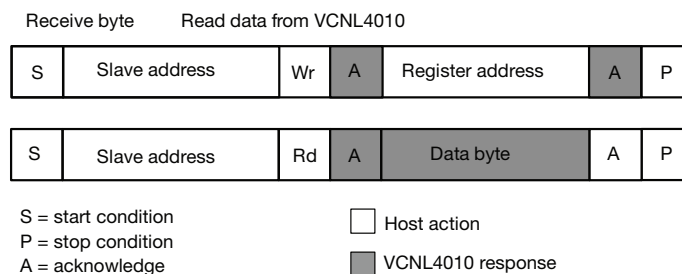 Receive byte Read data from VCNL4010
S Slave address Wr A Register address A P
S Slave address Rd A Data byte A P
S = start condition
P = stop condition
A = acknowledge
Host action
VCNL4010 response